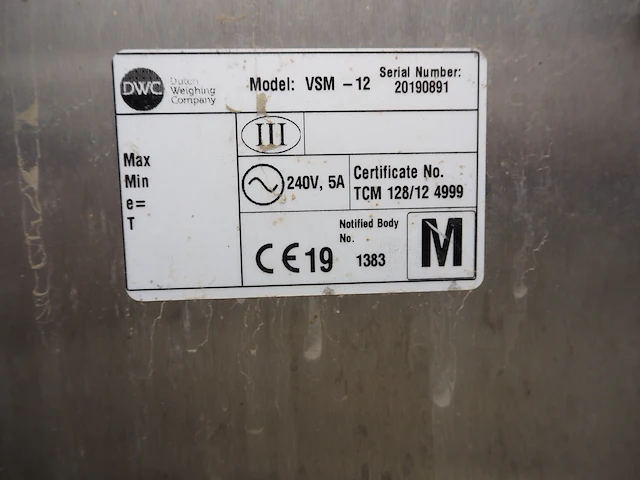 DWC
Dutch
Weighing
Company
Model: VSM -12
Serial Number:
20190891
III
Max
Min
e=
T
240V, 5A
Certificate No.
TCM 128/12 4999
CE19
Notified Body
No.
1383
M